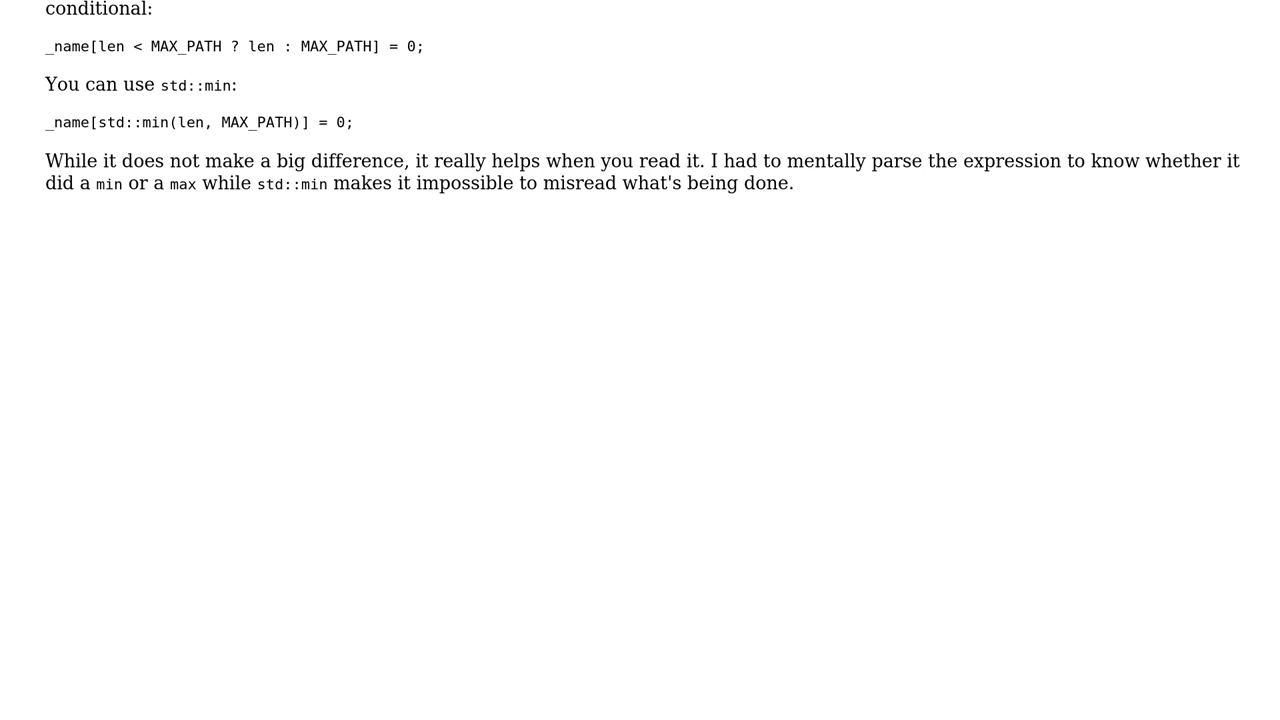 conditional:
_name[len < MAX_PATH ? len : MAX_PATH] = 0;
You can use std::min:
_name[std::min(len, MAX_PATH)] = 0;
While it does not make a big difference, it really helps when you read it. I had to mentally parse the expression to know whether it
did a min or a max while std::min makes it impossible to misread what's being done.